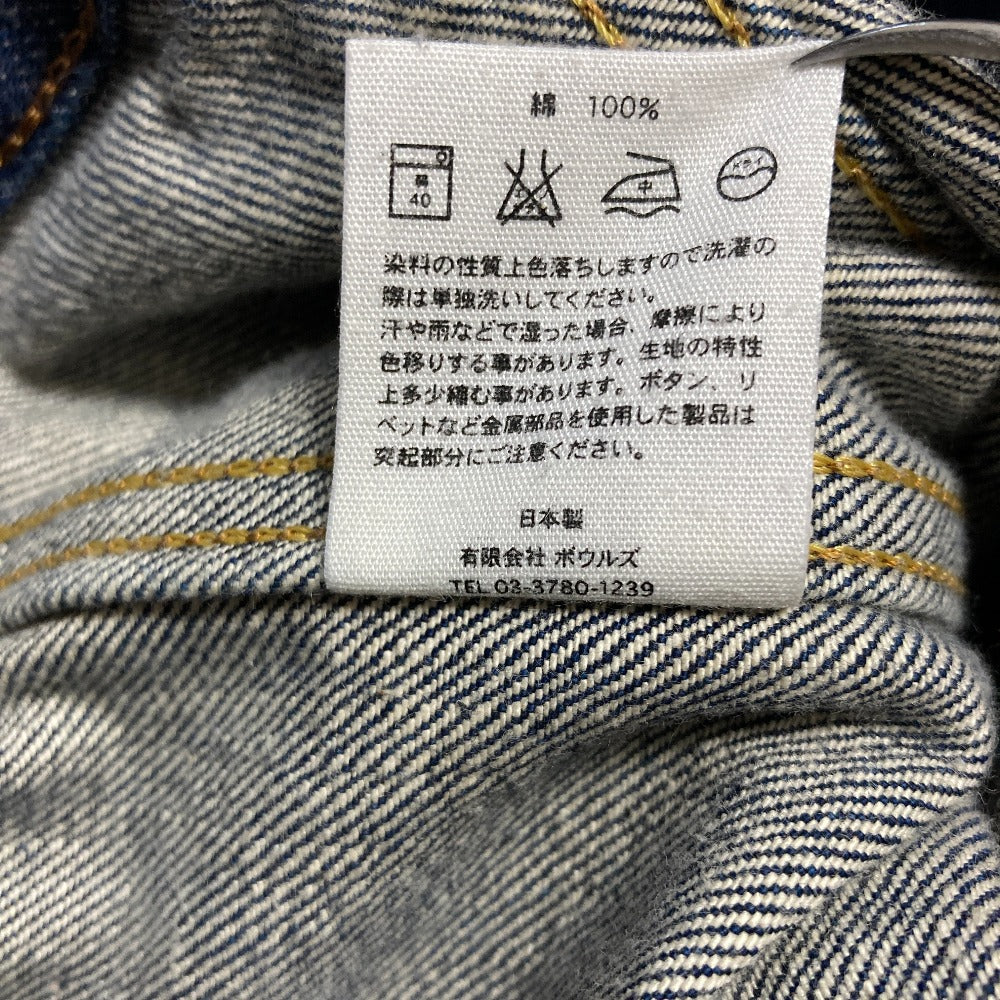 綿 100%
綿
40
中
ドライ
染料の性質上色落ちしますので洗濯の
際は単独洗いしてください。
汗や雨などで湿った場合、摩擦により
色移りする事があります。生地の特性
上多少縮む事があります。ボタン、リ
ベットなど金属部品を使用した製品は
突起部分にご注意ください。
日本製
有限会社 ボウルズ
TEL 03-3780-1239